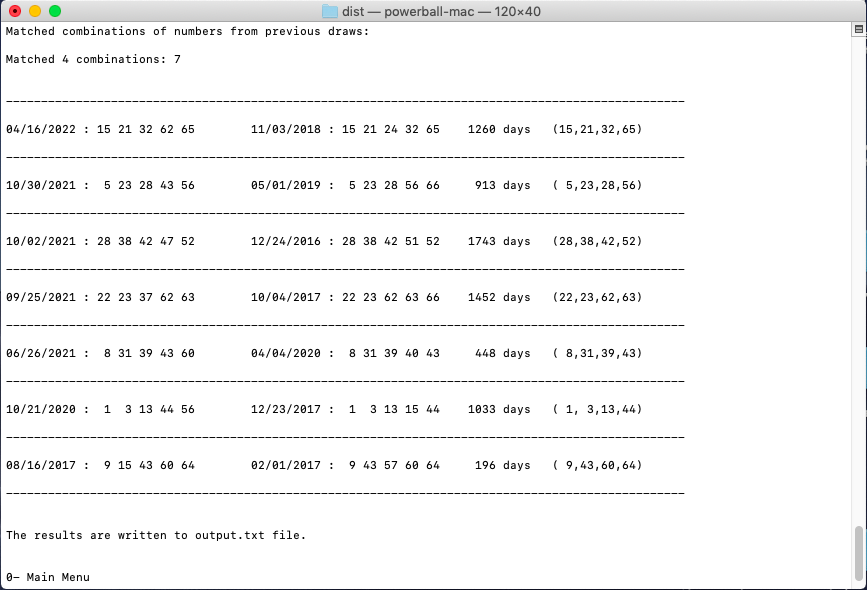 dist — powerball-mac — 120×40
Matched combinations of numbers from previous draws:
Matched 4 combinations: 7
-------------------------------------------------------------------------------------------------
04/16/2022 : 15 21 32 62 65        11/03/2018 : 15 21 24 32 65    1260 days   (15,21,32,65)
-------------------------------------------------------------------------------------------------
10/30/2021 :  5 23 28 43 56        05/01/2019 :  5 23 28 56 66     913 days   ( 5,23,28,56)
-------------------------------------------------------------------------------------------------
10/02/2021 : 28 38 42 47 52        12/24/2016 : 28 38 42 51 52    1743 days   (28,38,42,52)
-------------------------------------------------------------------------------------------------
09/25/2021 : 22 23 37 62 63        10/04/2017 : 22 23 62 63 66    1452 days   (22,23,62,63)
-------------------------------------------------------------------------------------------------
06/26/2021 :  8 31 39 43 60        04/04/2020 :  8 31 39 40 43     448 days   ( 8,31,39,43)
-------------------------------------------------------------------------------------------------
10/21/2020 :  1  3 13 44 56        12/23/2017 :  1  3 13 15 44    1033 days   ( 1, 3,13,44)
-------------------------------------------------------------------------------------------------
08/16/2017 :  9 15 43 60 64        02/01/2017 :  9 43 57 60 64     196 days   ( 9,43,60,64)
-------------------------------------------------------------------------------------------------
The results are written to output.txt file.
0- Main Menu